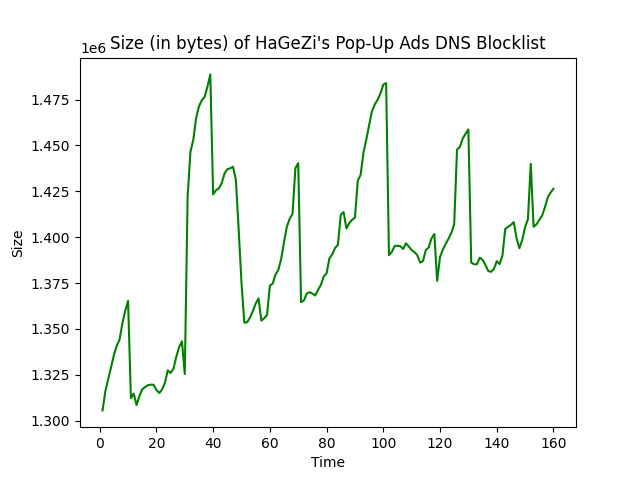 Size (in bytes) of HaGeZi's Pop-Up Ads DNS Blocklist
1e6
1.475
1.450
1.425
1.400
1.375
1.350
1.325
1.300
Size
0 20 40 60 80 100 120 140 160
Time